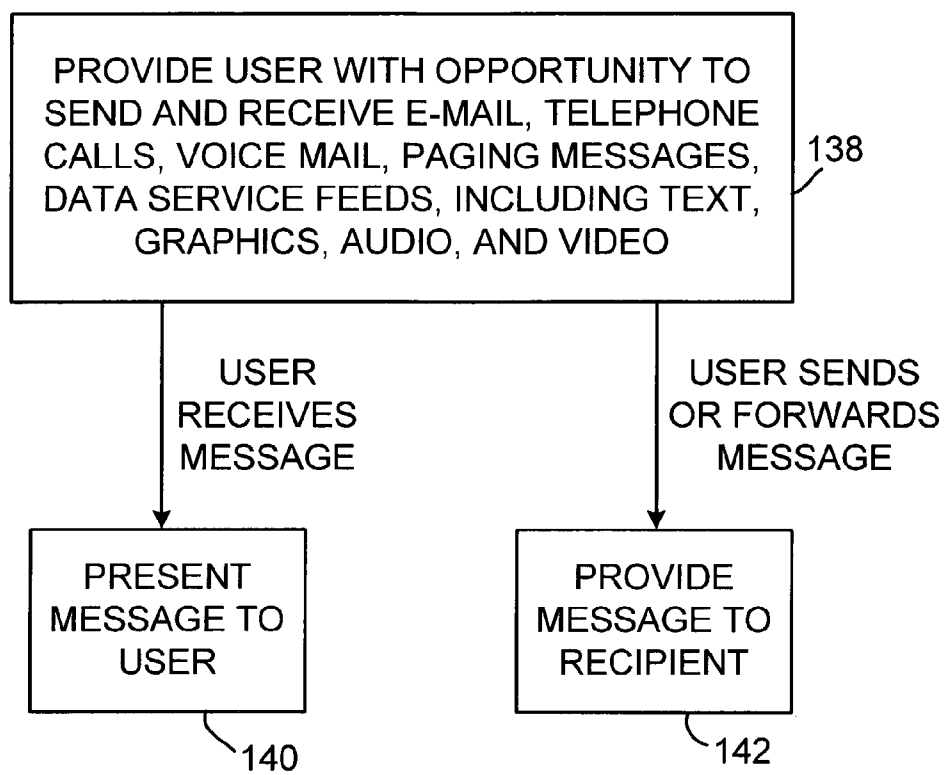 PROVIDE USER WITH OPPORTUNITY TO
SEND AND RECEIVE E-MAIL, TELEPHONE
CALLS, VOICE MAIL, PAGING MESSAGES,
DATA SERVICE FEEDS, INCLUDING TEXT,
GRAPHICS, AUDIO, AND VIDEO
138
USER
RECEIVES
MESSAGE
USER SENDS
OR FORWARDS
MESSAGE
PRESENT
MESSAGE TO
USER
140
PROVIDE
MESSAGE TO
RECIPIENT
142